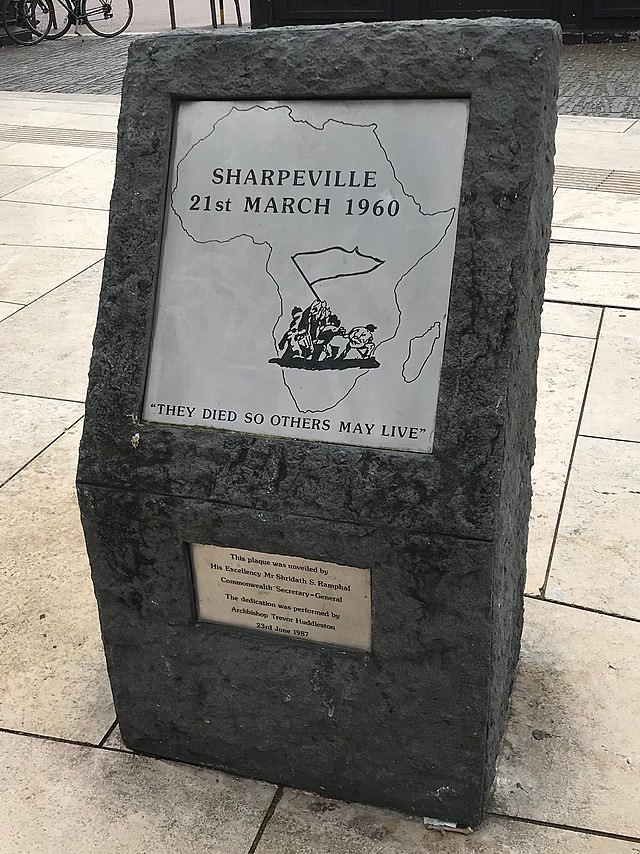 SHARPEVILLE
21st MARCH 1960
"THEY DIED SO OTHERS MAY LIVE"
This plaque was unveiled by
His Excellency Mr Shridath S. Ramphal
Commonwealth Secretary-General
The dedication was performed by
Archbishop Trevor Huddleston
23rd June 1987